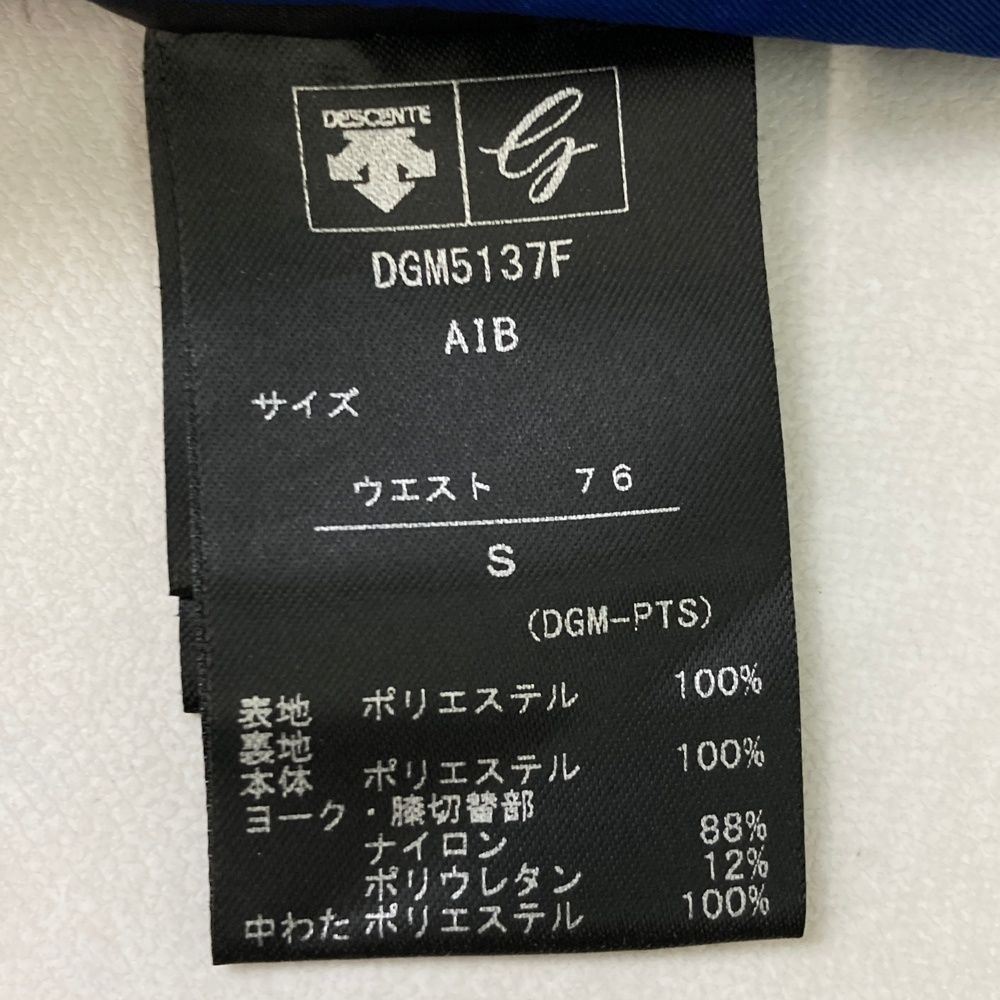 DESCENTE
G
DGM5137F
AIB
サイズ
ウエスト 76
S
(DGM-PTS)
表地 ポリエステル 100%
裏地
本体 ポリエステル 100%
ヨーク・膝切替部
ナイロン 88%
ポリウレタン 12%
中わた ポリエステル 100%